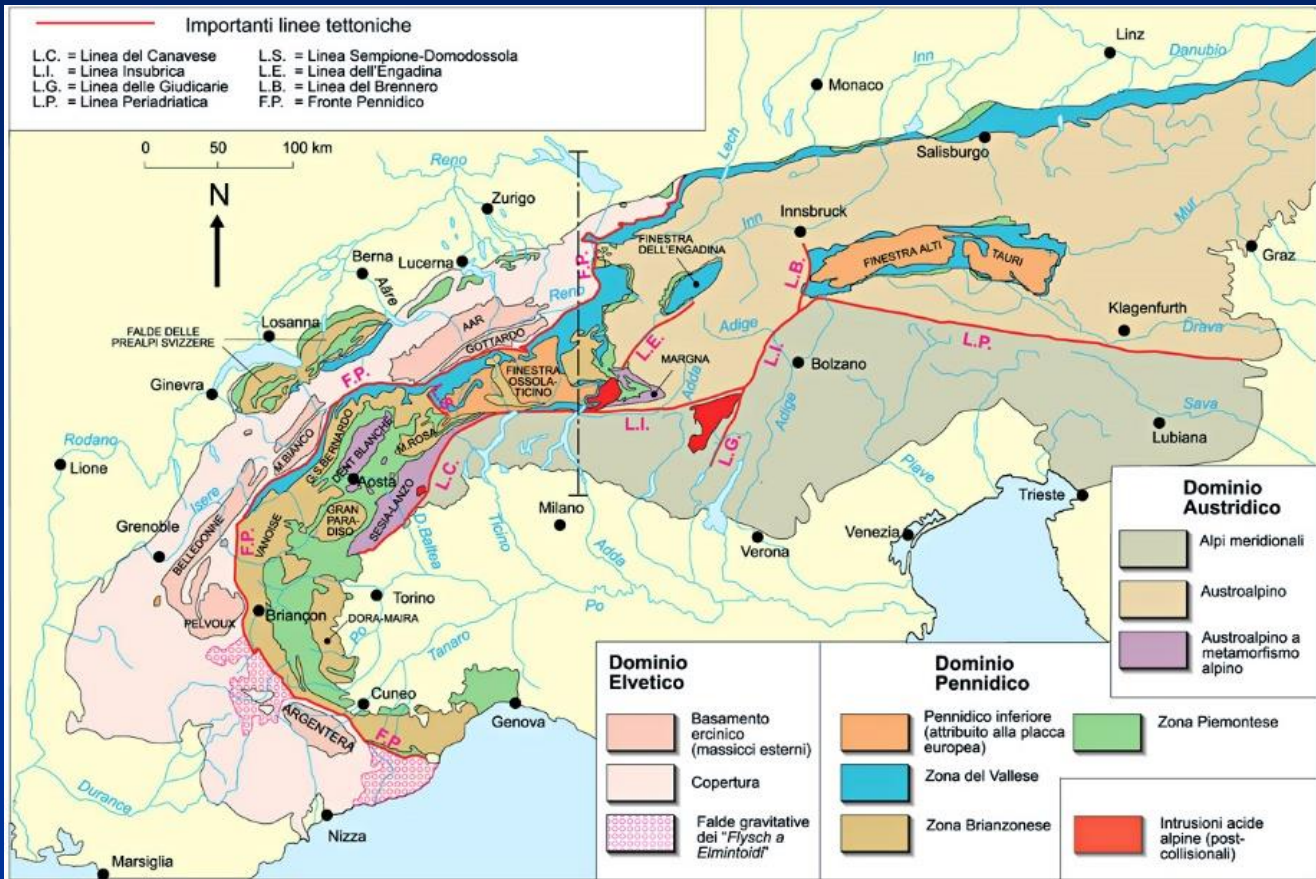 Importanti linee tettoniche
L.C. = Linea del Canavese
L.I. = Linea Insubrica
L.G. = Linea delle Giudicarie
L.P. = Linea Periadriatica
L.S. = Linea Sempione-Domodossola
L.E. = Linea dell'Engadina
L.B. = Linea del Brennero
F.P. = Fronte Pennidico
0 50 100 km
N
Linz
Danubio
Inn
Monaco
Lech
Salisburgo
Reno
Zurigo
Inn
Innsbruck
Mur
Graz
FINESTRA
DELL'ENGADINA
FINESTRA ALTI
TAURI
Berna
Lucerna
Aäre
F.P.
Reno
L.B.
Klagenfurth
Drava
Losanna
AAR
GOTTARDO
Adige
L.P.
FALDE DELLE
PREALPI SVIZZERE
L.E.
L.I.
Bolzano
MARGNA
Ginevra
F.P.
L.S.
FINESTRA
OSSOLA-
TICINO
Adda
Adige
Sava
Lubiana
Rodano
Lione
M.BIANCO
G.S.BERNARDO
DENT BLANCHE
M.ROSA
L.I.
L.G.
Piave
Isere
Aosta
L.C.
Trieste
Grenoble
BELLEDONNE
F.P.
VANOISE
GRAN
PARA-
DISO
SESIA-LANZO
D.Baltea
Ticino
Milano
Adda
Verona
Venezia
Torino
Po
Briançon
DORA-MAIRA
Po
PELVOUX
Tanaro
Cuneo
Genova
ARGENTERA
F.P.
Durance
Nizza
Marsiglia
Dominio
Elvetico
Basamento
ercinico
(massicci esterni)
Copertura
Falde gravitative
dei "Flysch a
Elmintoidi"
Dominio
Pennidico
Pennidico inferiore
(attribuito alla placca
europea)
Zona del Vallese
Zona Brianzonese
Zona Piemontese
Intrusioni acide
alpine (post-
collisionali)
Dominio
Austridico
Alpi meridionali
Austroalpino
Austroalpino a
metamorfismo
alpino